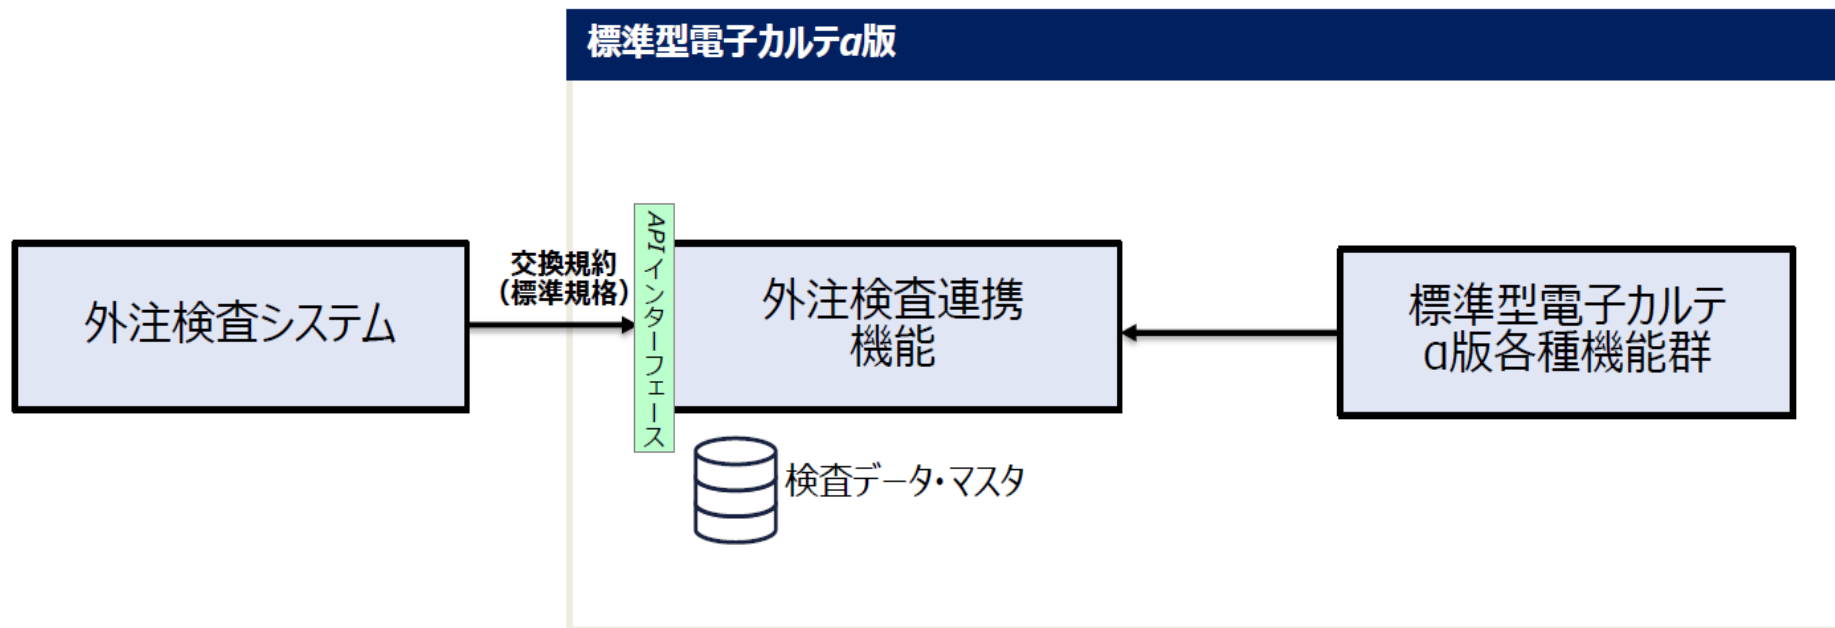 標準型電子カルテα版
外注検査システム
交換規約
（標準規格）
APIインターフェース
外注検査連携
機能
標準型電子カルテ
α版各種機能群
検査データ・マスタ